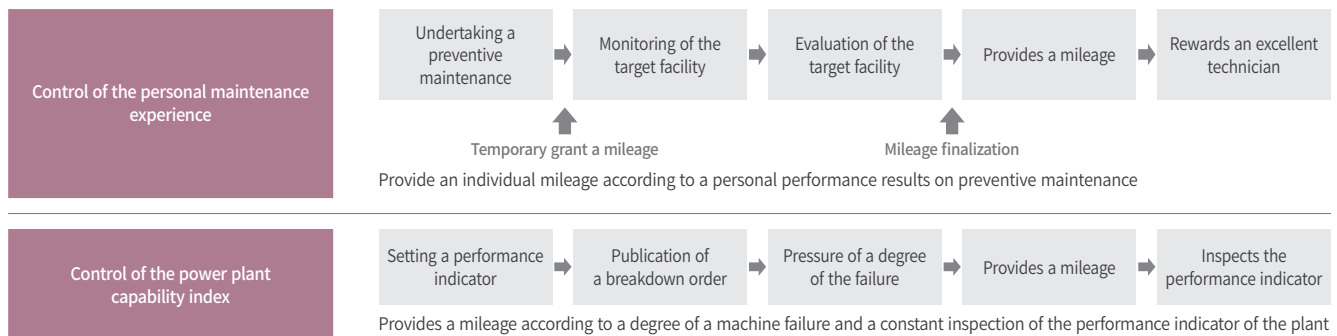 Control of the personal maintenance
experience
Undertaking a
preventive
maintenance
Monitoring of the
target facility
Evaluation of the
target facility
Provides a mileage
Rewards an excellent
technician
Temporary grant a mileage
Mileage finalization
Provide an individual mileage according to a personal performance results on preventive maintenance
Control of the power plant
capability index
Setting a performance
indicator
Publication of
a breakdown order
Pressure of a degree
of the failure
Provides a mileage
Inspects the
performance indicator
Provides a mileage according to a degree of a machine failure and a constant inspection of the performance indicator of the plant